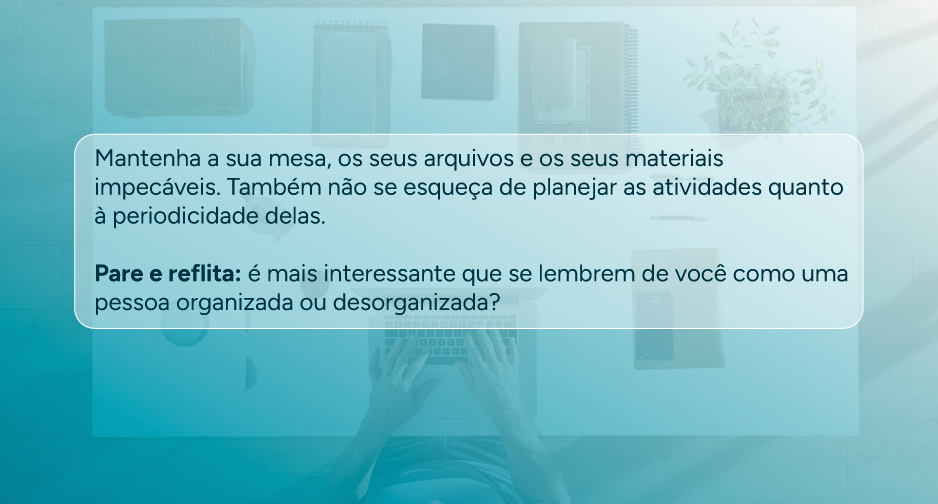 Mantenha a sua mesa, os seus arquivos e os seus materiais
impecáveis. Também não se esqueça de planejar as atividades quanto
à periodicidade delas.
Pare e reflita: é mais interessante que se lembrem de você como uma
pessoa organizada ou desorganizada?